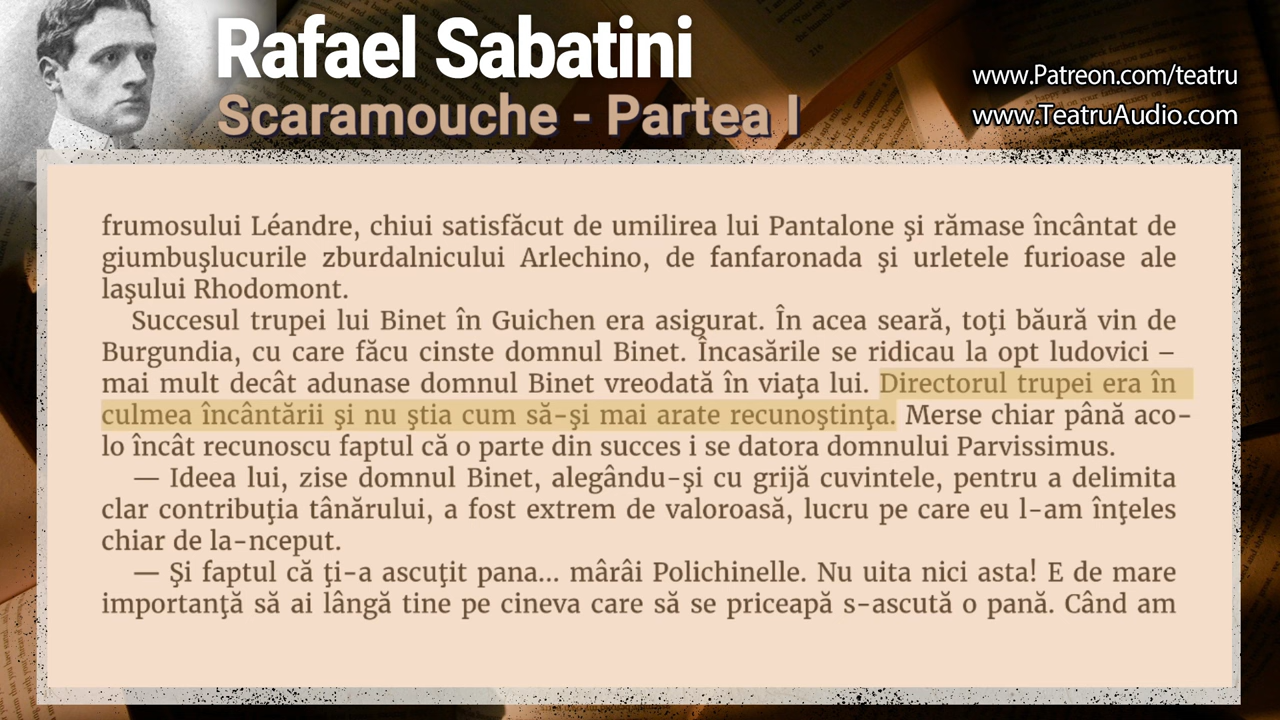 Rafael Sabatini
Scaramouche - Partea I
www.Patreon.com/teatru
www.TeatruAudio.com
frumosului Léandre, chiui satisfăcut de umilirea lui Pantalone şi rămase încântat de
giumbuşlucurile zburdalnicului Arlechino, de fanfaronada şi urletele furioase ale
laşului Rhodomont.
Succesul trupei lui Binet în Guichen era asigurat. În acea seară, toţi băură vin de
Burgundia, cu care făcu cinste domnul Binet. Încasările se ridicau la opt ludovici –
mai mult decât adunase domnul Binet vreodată în viaţa lui. Directorul trupei era în
culmea încântării şi nu ştia cum să-şi mai arate recunoştinţa. Merse chiar până aco-
lo încât recunoscu faptul că o parte din succes i se datora domnului Parvissimus.
— Ideea lui, zise domnul Binet, alegându-şi cu grijă cuvintele, pentru a delimita
clar contribuţia tânărului, a fost extrem de valoroasă, lucru pe care eu l-am înţeles
chiar de la-nceput.
— Şi faptul că ţi-a ascuţit pana... mârâi Polichinelle. Nu uita nici asta! E de mare
importanţă să ai lângă tine pe cineva care să se priceapă s-ascută o pană. Când am